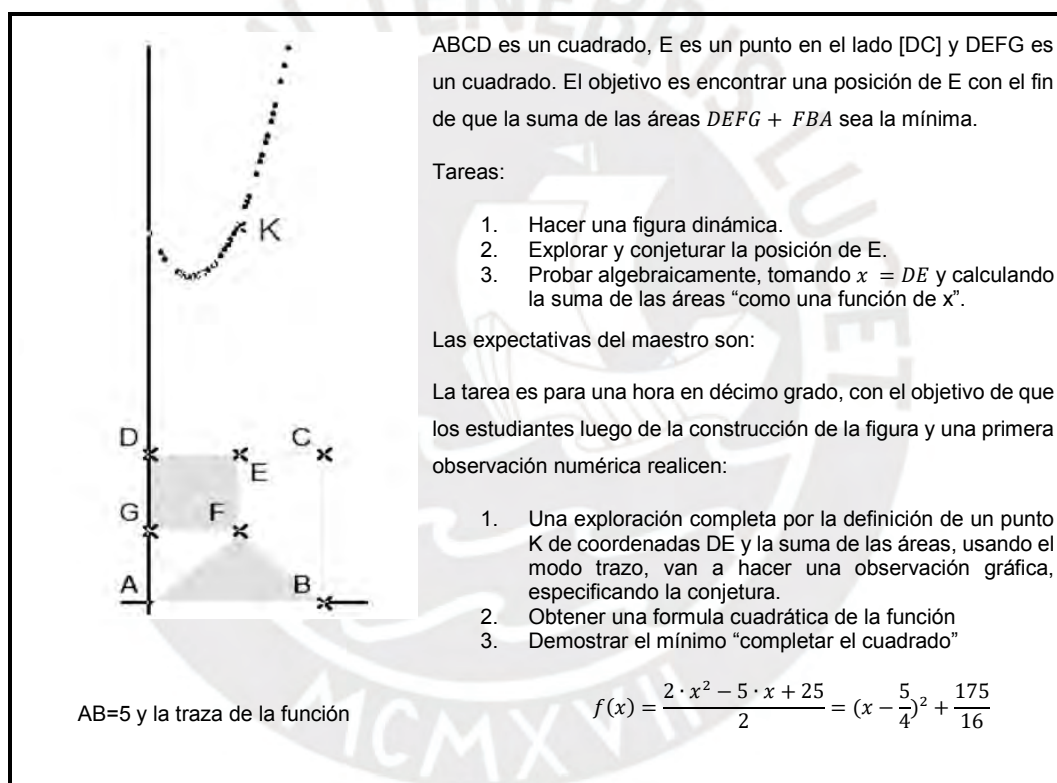 ABCD es un cuadrado, E es un punto en el lado [DC] y DEFG es
un cuadrado. El objetivo es encontrar una posición de E con el fin
de que la suma de las áreas DEFG + FBA sea la mínima.
Tareas:
1. Hacer una figura dinámica.
2. Explorar y conjeturar la posición de E.
3. Probar algebraicamente, tomando x = DE y calculando
la suma de las áreas “como una función de x”.
Las expectativas del maestro son:
La tarea es para una hora en décimo grado, con el objetivo de que
los estudiantes luego de la construcción de la figura y una primera
observación numérica realicen:
1. Una exploración completa por la definición de un punto
K de coordenadas DE y la suma de las áreas, usando el
modo trazo, van a hacer una observación gráfica,
especificando la conjetura.
2. Obtener una formula cuadrática de la función
3. Demostrar el mínimo “completar el cuadrado”
f(x) = (2 · x² − 5 · x + 25)/2 = (x − 5/4)² + 175/16
K
D
C
E
G
F
A
B
AB=5 y la traza de la función
TENEBRIS LUCET
MCMXVII